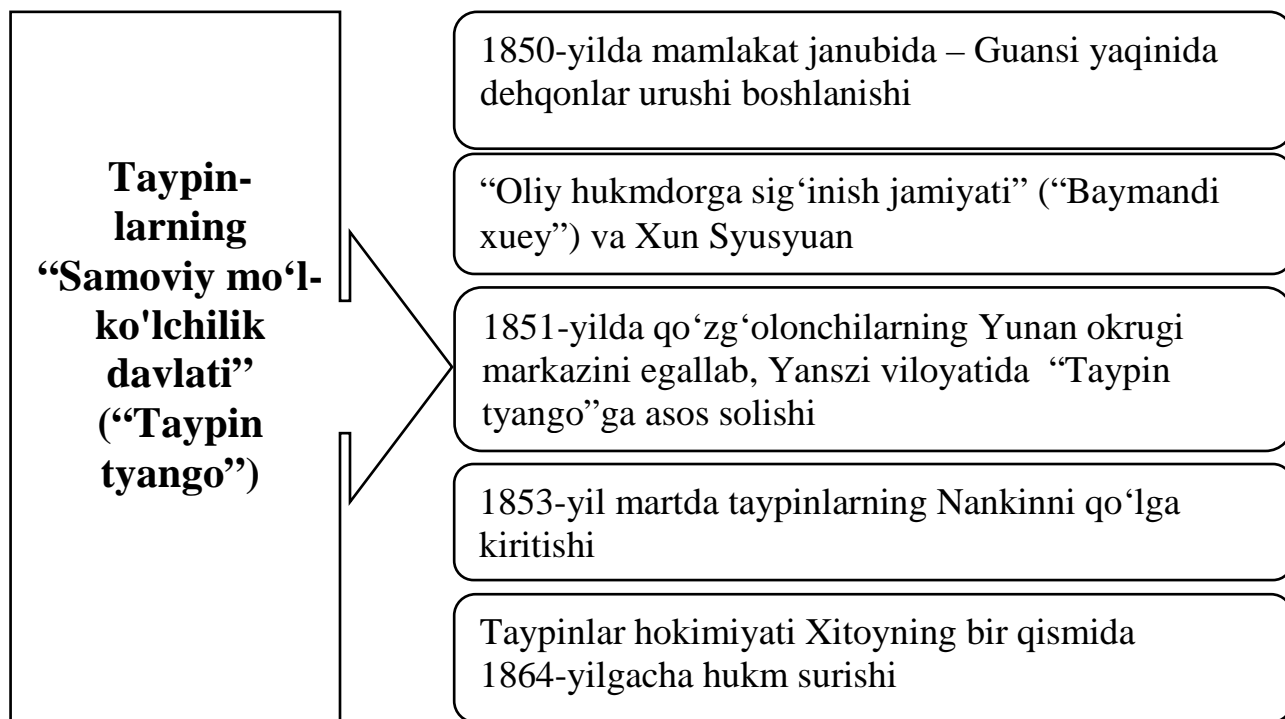 Taypin-
larning
“Samoviy mo‘l-
ko'lchilik
davlati”
(“Taypin
tyango”)
1850-yilda mamlakat janubida – Guansi yaqinida
dehqonlar urushi boshlanishi
“Oliy hukmdorga sig‘inish jamiyati” (“Baymandi
xuey”) va Xun Syusyuan
1851-yilda qo‘zg‘olonchilarning Yunan okrugi
markazini egallab, Yanszi viloyatida “Taypin
tyango”ga asos solishi
1853-yil martda taypinlarning Nankinni qo‘lga
kiritishi
Taypinlar hokimiyati Xitoyning bir qismida
1864-yilgacha hukm surishi